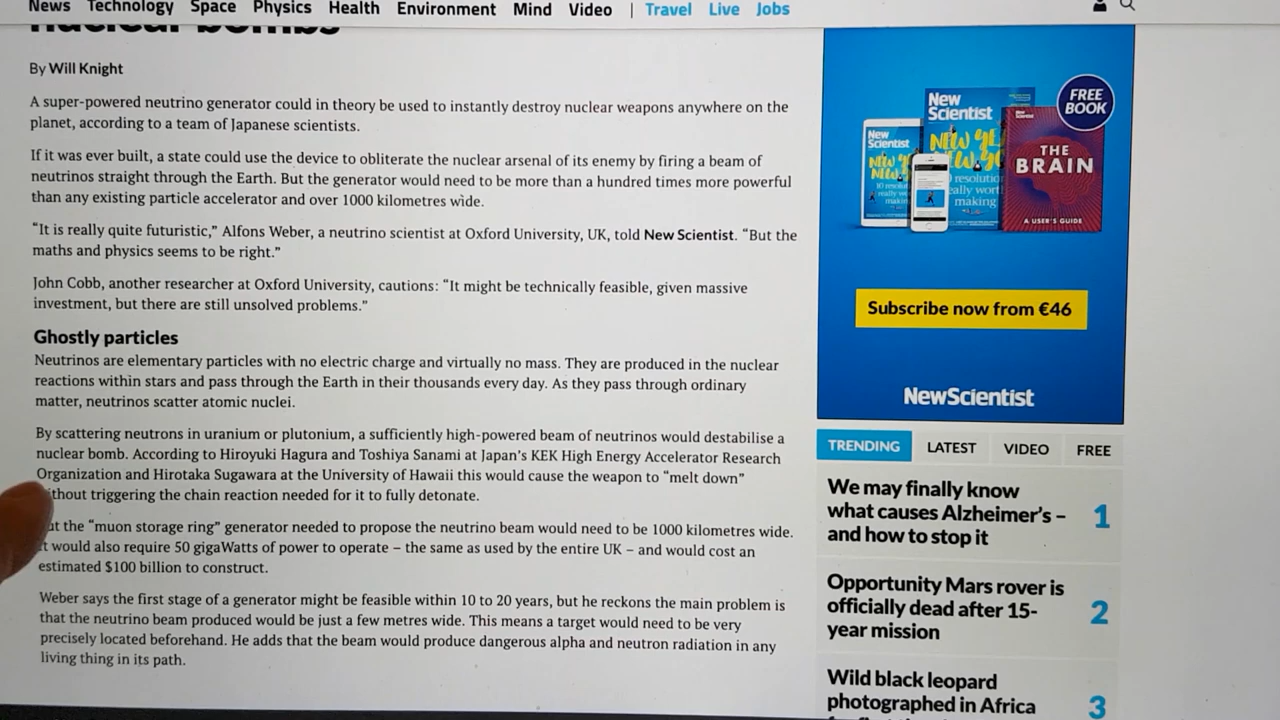 News Technology Space Physics Health Environment Mind Video | Travel Live Jobs
nuclear bombs
By Will Knight
A super-powered neutrino generator could in theory be used to instantly destroy nuclear weapons anywhere on the
planet, according to a team of Japanese scientists.
If it was ever built, a state could use the device to obliterate the nuclear arsenal of its enemy by firing a beam of
neutrinos straight through the Earth. But the generator would need to be more than a hundred times more powerful
than any existing particle accelerator and over 1000 kilometres wide.
“It is really quite futuristic,” Alfons Weber, a neutrino scientist at Oxford University, UK, told New Scientist. “But the
maths and physics seems to be right.”
John Cobb, another researcher at Oxford University, cautions: “It might be technically feasible, given massive
investment, but there are still unsolved problems.”
Ghostly particles
Neutrinos are elementary particles with no electric charge and virtually no mass. They are produced in the nuclear
reactions within stars and pass through the Earth in their thousands every day. As they pass through ordinary
matter, neutrinos scatter atomic nuclei.
By scattering neutrons in uranium or plutonium, a sufficiently high-powered beam of neutrinos would destabilise a
nuclear bomb. According to Hiroyuki Hagura and Toshiya Sanami at Japan’s KEK High Energy Accelerator Research
Organization and Hirotaka Sugawara at the University of Hawaii this would cause the weapon to “melt down”
ithout triggering the chain reaction needed for it to fully detonate.
ut the “muon storage ring” generator needed to propose the neutrino beam would need to be 1000 kilometres wide.
It would also require 50 gigaWatts of power to operate – the same as used by the entire UK – and would cost an
estimated $100 billion to construct.
Weber says the first stage of a generator might be feasible within 10 to 20 years, but he reckons the main problem is
that the neutrino beam produced would be just a few metres wide. This means a target would need to be very
precisely located beforehand. He adds that the beam would produce dangerous alpha and neutron radiation in any
living thing in its path.
FREE
BOOK
New
Scientist
New
Scientist
THE
BRAIN
A USER'S GUIDE
resolution
really wort
making
Subscribe now from €46
NewScientist
TRENDING LATEST VIDEO FREE
We may finally know
what causes Alzheimer’s –
and how to stop it
1
Opportunity Mars rover is
officially dead after 15-
year mission
2
Wild black leopard
photographed in Africa
3